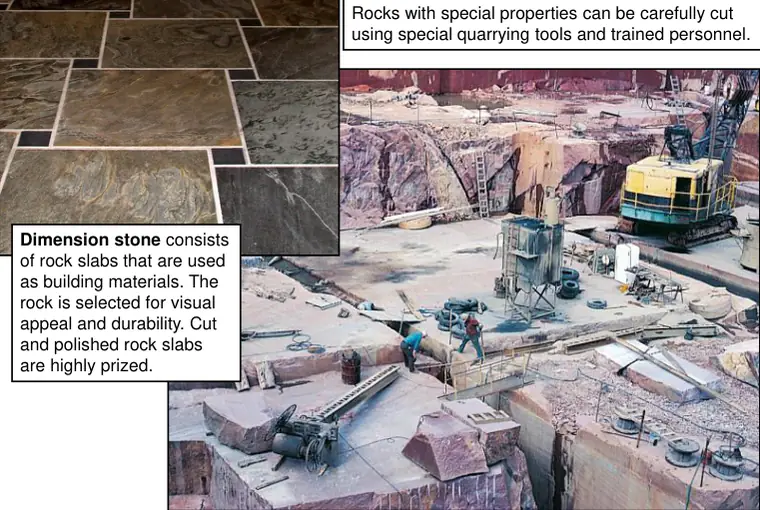 Rocks with special properties can be carefully cut
using special quarrying tools and trained personnel.
Dimension stone consists
of rock slabs that are used
as building materials. The
rock is selected for visual
appeal and durability. Cut
and polished rock slabs
are highly prized.